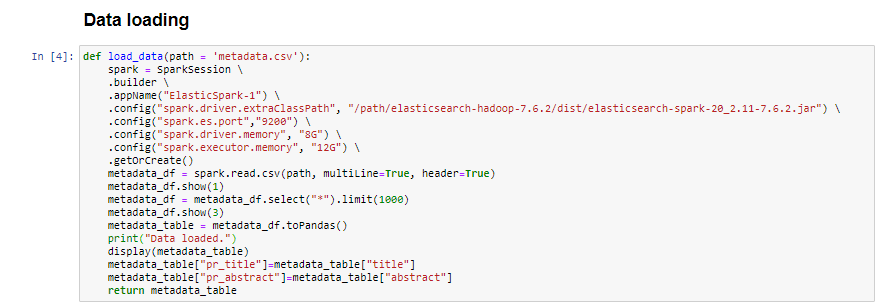 Data loading
In [4]: def load_data(path = 'metadata.csv'):
    spark = SparkSession \
    .builder \
    .appName("ElasticSpark-1") \
    .config("spark.driver.extraClassPath", "/path/elasticsearch-hadoop-7.6.2/dist/elasticsearch-spark-20_2.11-7.6.2.jar") \
    .config("spark.es.port","9200") \
    .config("spark.driver.memory", "8G") \
    .config("spark.executor.memory", "12G") \
    .getOrCreate()
    metadata_df = spark.read.csv(path, multiLine=True, header=True)
    metadata_df.show(1)
    metadata_df = metadata_df.select("*").limit(1000)
    metadata_df.show(3)
    metadata_table = metadata_df.toPandas()
    print("Data loaded.")
    display(metadata_table)
    metadata_table["pr_title"]=metadata_table["title"]
    metadata_table["pr_abstract"]=metadata_table["abstract"]
    return metadata_table